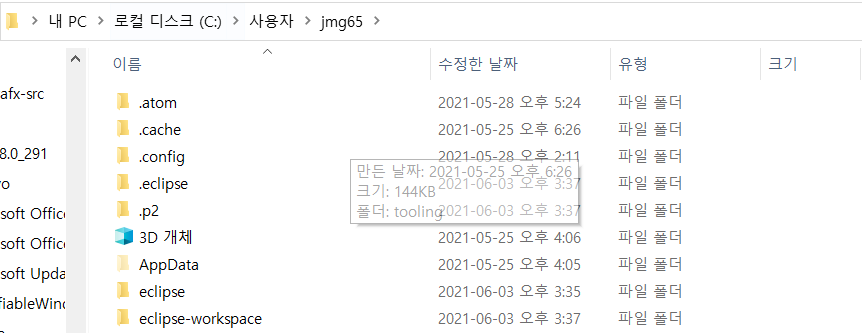 내 PC > 로컬 디스크 (C:) > 사용자 > jmg65 >
이름 수정한 날짜 유형 크기
afx-src
.atom 2021-05-28 오후 5:24 파일 폴더
.cache 2021-05-25 오후 6:26 파일 폴더
8.0_291
.config 2021-05-28 오후 2:11 파일 폴더
만든 날짜: 2021-05-25 오후 6:26
vo
.eclipse 2021-06-03 오후 3:37 파일 폴더
크기: 144KB
soft Office
.p2 2021-06-03 오후 3:37 파일 폴더
폴더: tooling
soft Office
3D 개체 2021-05-25 오후 4:06 파일 폴더
soft Upda
AppData 2021-05-25 오후 4:05 파일 폴더
fiableWind
eclipse 2021-06-03 오후 3:35 파일 폴더
eclipse-workspace 2021-06-03 오후 3:37 파일 폴더